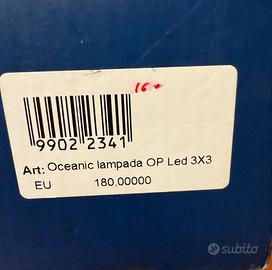 16
9902 2341
Art: Oceanic lampada OP Led 3X3
EU 180,00000
subito